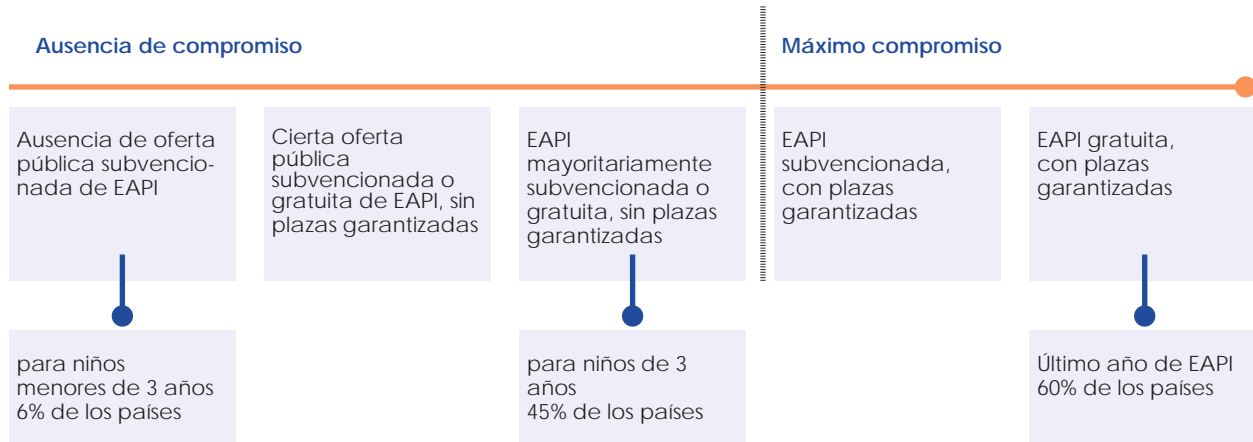 Ausencia de compromiso
Máximo compromiso
Ausencia de oferta
pública subvencio-
nada de EAPI
Cierta oferta
pública
subvencionada o
gratuita de EAPI, sin
plazas garantizadas
EAPI
mayoritariamente
subvencionada o
gratuita, sin plazas
garantizadas
EAPI
subvencionada,
con plazas
garantizadas
EAPI gratuita,
con plazas
garantizadas
para niños
menores de 3 años
6% de los países
para niños de 3
años
45% de los países
Último año de EAPI
60% de los países